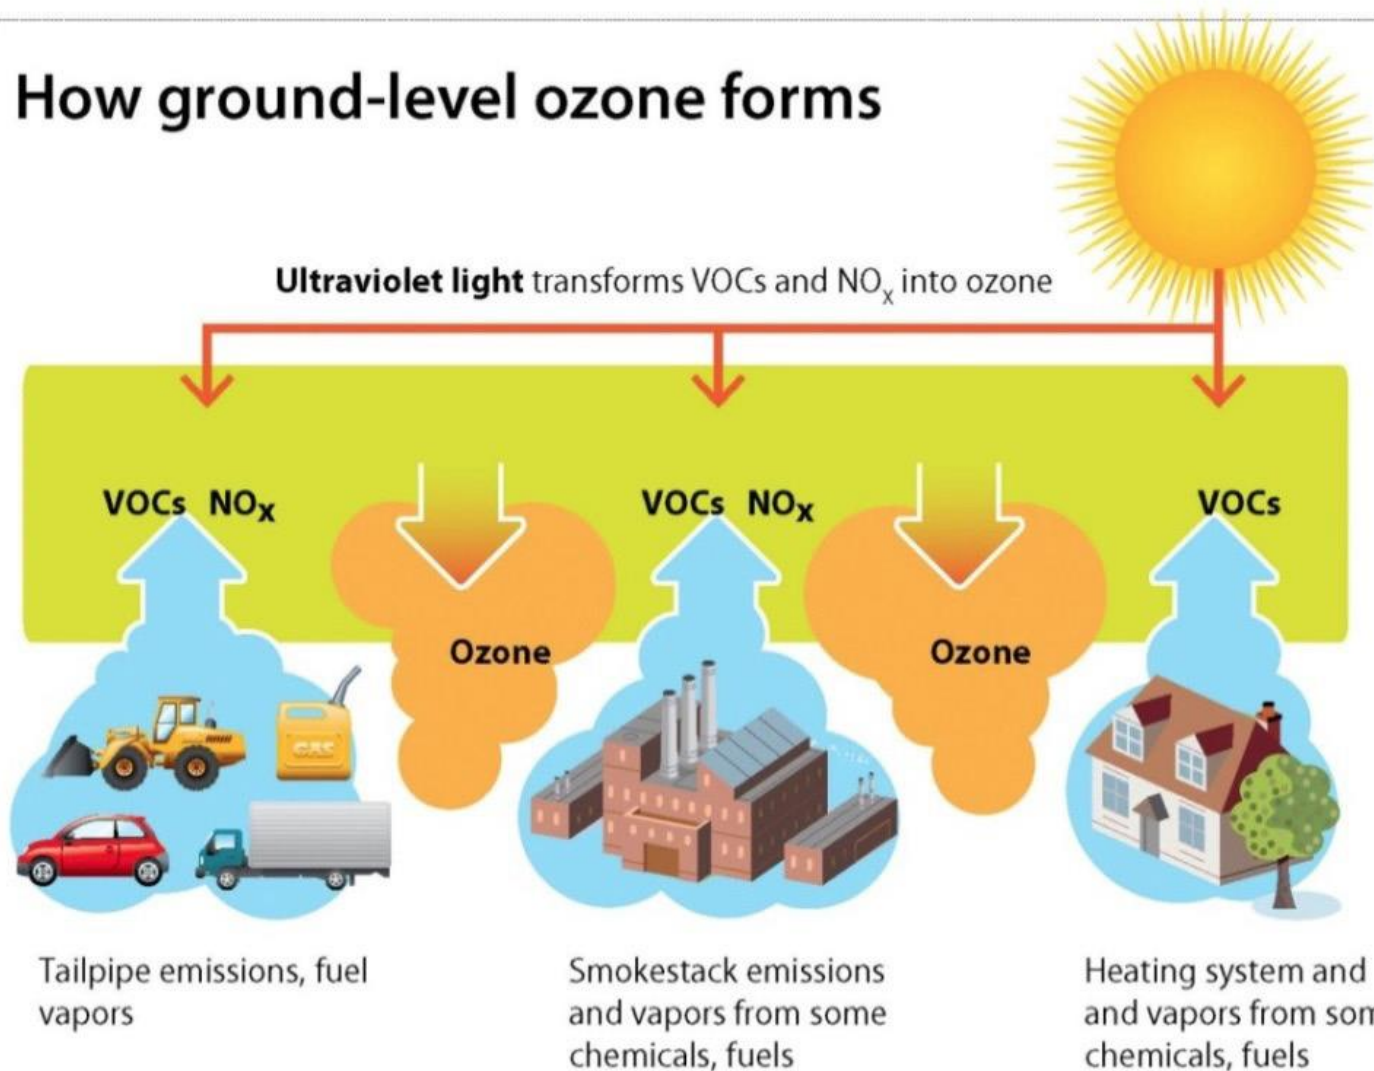 How ground-level ozone forms
Ultraviolet light transforms VOCs and NOx into ozone
VOCs NOx
VOCs NOx
VOCs
Ozone
Ozone
GAS
Tailpipe emissions, fuel
vapors
Smokestack emissions
and vapors from some
chemicals, fuels
Heating system and
and vapors from
chemicals, fuels